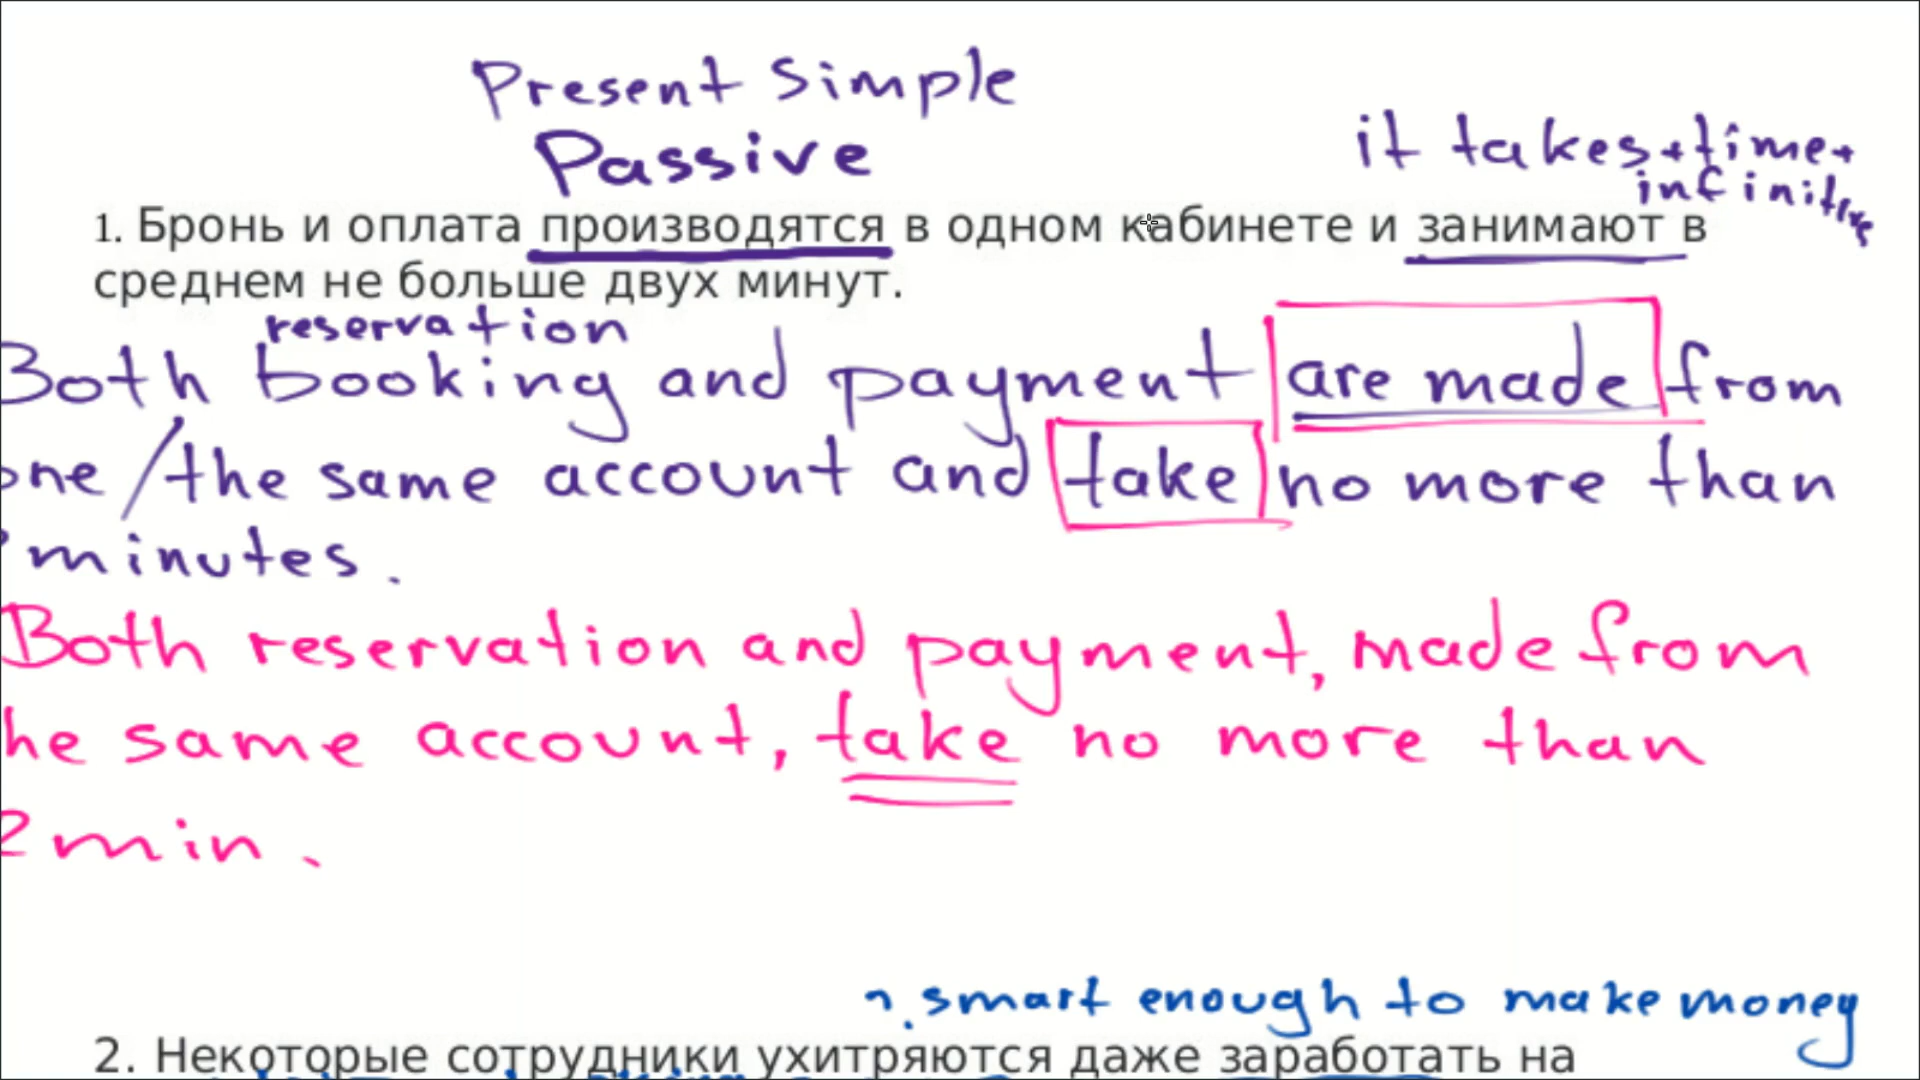 Present Simple
Passive
it takes + time +
infinitive
1. Бронь и оплата производятся в одном кабинете и занимают в
среднем не больше двух минут.
reservation
Both booking and payment are made from
one / the same account and take no more than
minutes.
Both reservation and payment, made from
he same account, take no more than
2 min.
smart enough to make money
2. Некоторые сотрудники ухитряются даже заработать на